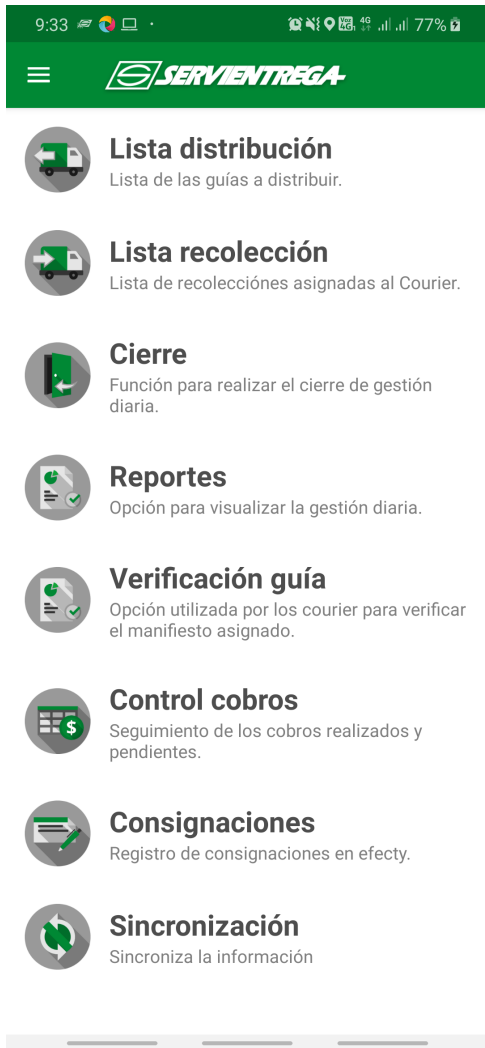 9:33 77%
SERVIENTREGA
Lista distribución
Lista de las guías a distribuir.
Lista recolección
Lista de recolecciónes asignadas al Courier.
Cierre
Función para realizar el cierre de gestión
diaria.
Reportes
Opción para visualizar la gestión diaria.
Verificación guía
Opción utilizada por los courier para verificar
el manifiesto asignado.
Control cobros
Seguimiento de los cobros realizados y
pendientes.
Consignaciones
Registro de consignaciones en efecty.
Sincronización
Sincroniza la información